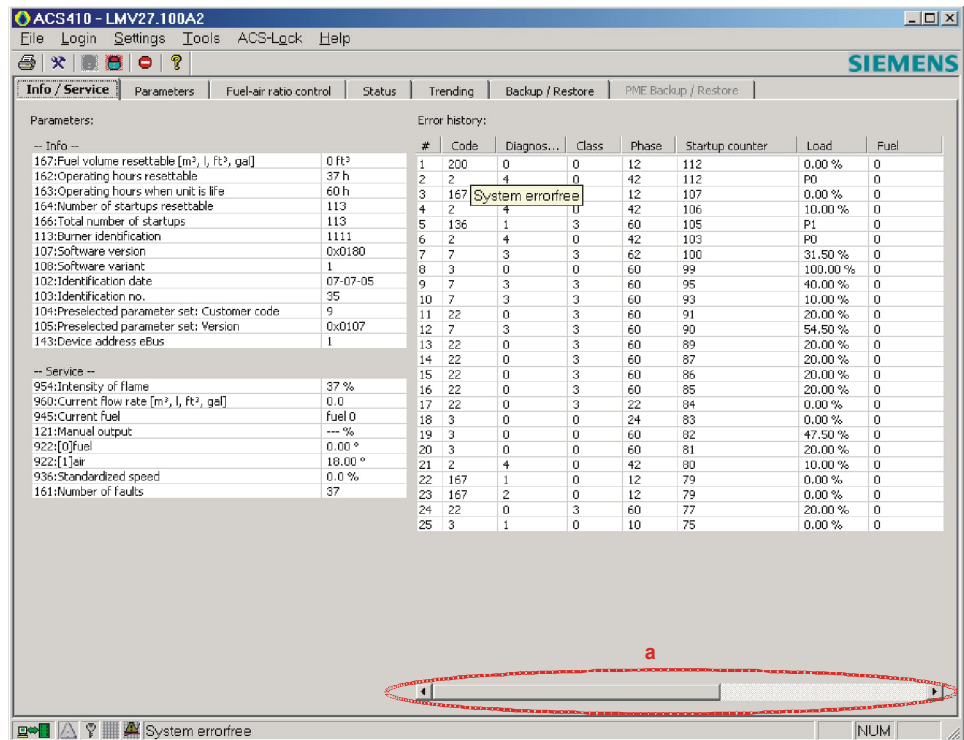 ACS410 - LMV27.100A2
File Login Settings Tools ACS-Lock Help
SIEMENS
Info / Service Parameters Fuel-air ratio control Status Trending Backup / Restore PME Backup / Restore
Parameters:
-- Info --
167:Fuel volume resettable [m³, l, ft³, gal] 0 ft³
162:Operating hours resettable 37 h
163:Operating hours when unit is life 60 h
164:Number of startups resettable 113
166:Total number of startups 113
113:Burner identification 1111
107:Software version 0x0180
108:Software variant 1
102:Identification date 07-07-05
103:Identification no. 35
104:Preselected parameter set: Customer code 9
105:Preselected parameter set: Version 0x0107
143:Device address eBus 1
-- Service --
954:Intensity of flame 37 %
960:Current flow rate [m³, l, ft³, gal] 0.0
945:Current fuel fuel 0
121:Manual output --- %
922:[0]fuel 0.00 °
922:[1]air 18.00 °
936:Standardized speed 0.0 %
161:Number of faults 37
Error history:
# Code Diagnos... Class Phase Startup counter Load Fuel
1 200 0 0 12 112 0.00 % 0
2 2 4 0 42 112 P0 0
3 167 System errorfree 12 107 0.00 % 0
4 2 4 0 42 106 10.00 % 0
5 136 1 3 60 105 P1 0
6 2 4 0 42 103 P0 0
7 7 3 3 62 100 31.50 % 0
8 3 0 0 60 99 100.00 % 0
9 7 3 3 60 95 40.00 % 0
10 7 3 3 60 93 10.00 % 0
11 22 0 3 60 91 20.00 % 0
12 7 3 3 60 90 54.50 % 0
13 22 0 3 60 89 20.00 % 0
14 22 0 3 60 87 20.00 % 0
15 22 0 3 60 86 20.00 % 0
16 22 0 3 60 85 20.00 % 0
17 22 0 3 22 84 0.00 % 0
18 3 0 0 24 83 0.00 % 0
19 3 0 0 60 82 47.50 % 0
20 3 0 0 60 81 20.00 % 0
21 2 4 0 42 80 10.00 % 0
22 167 1 0 12 79 0.00 % 0
23 167 2 0 12 79 0.00 % 0
24 22 0 3 60 77 20.00 % 0
25 3 1 0 10 75 0.00 % 0
a
System errorfree NUM